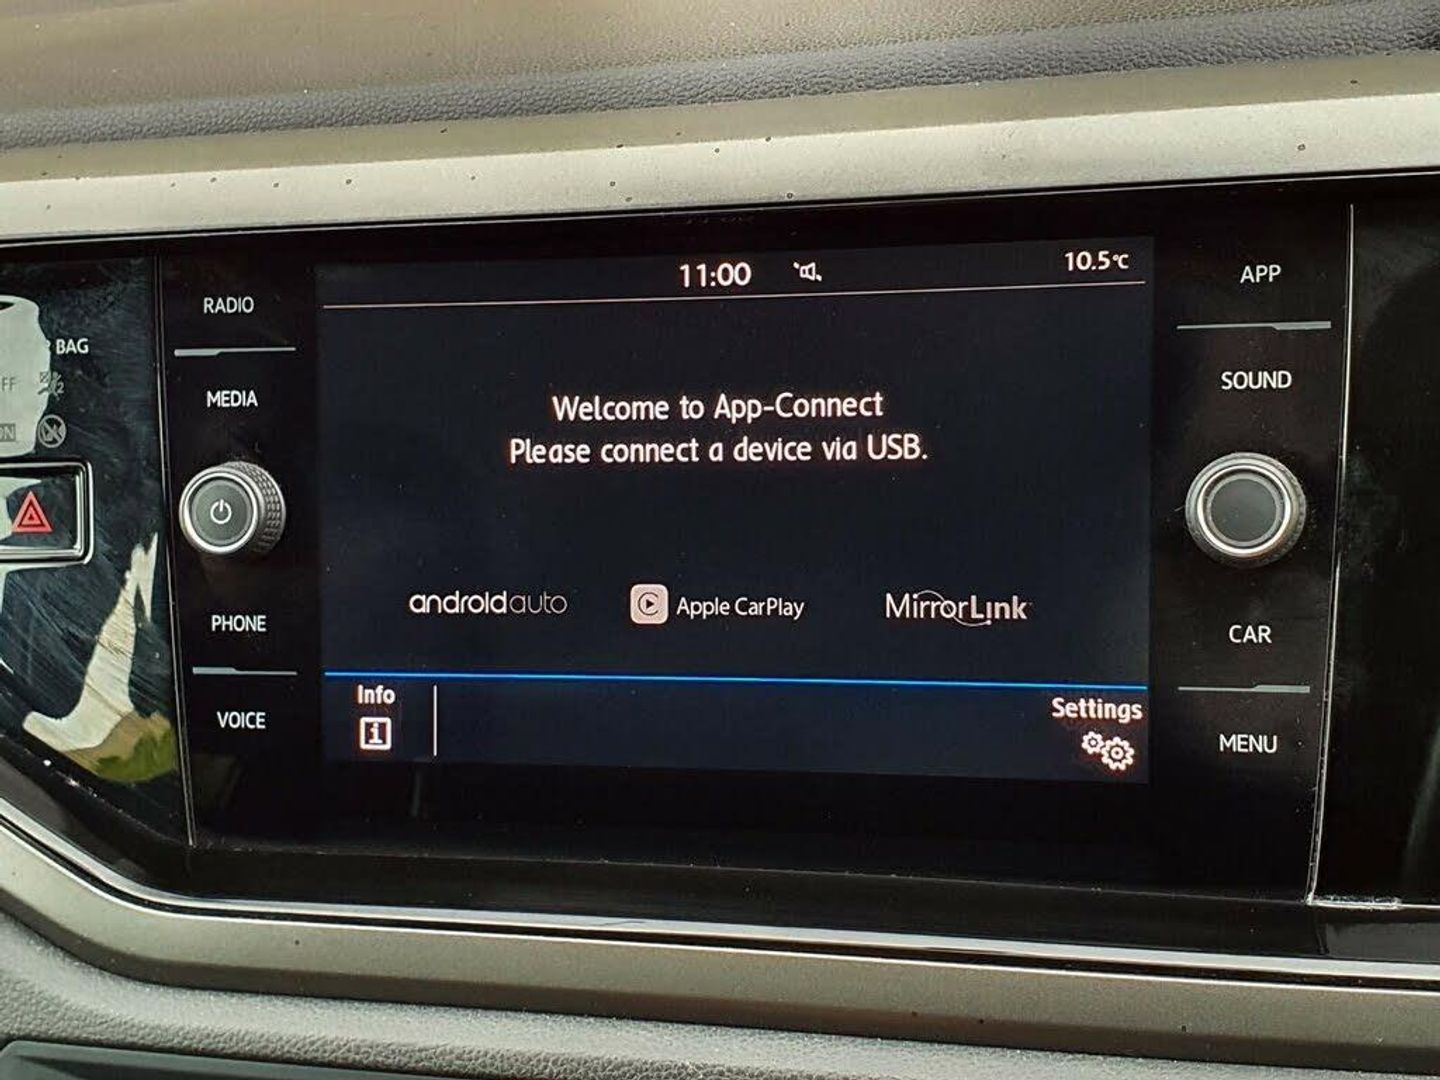 BAG
RADIO
MEDIA
PHONE
VOICE
11:00
10.5°C
Welcome to App-Connect
Please connect a device via USB.
androidauto
Apple CarPlay
MirrorLink
Info
i
Settings
APP
SOUND
CAR
MENU